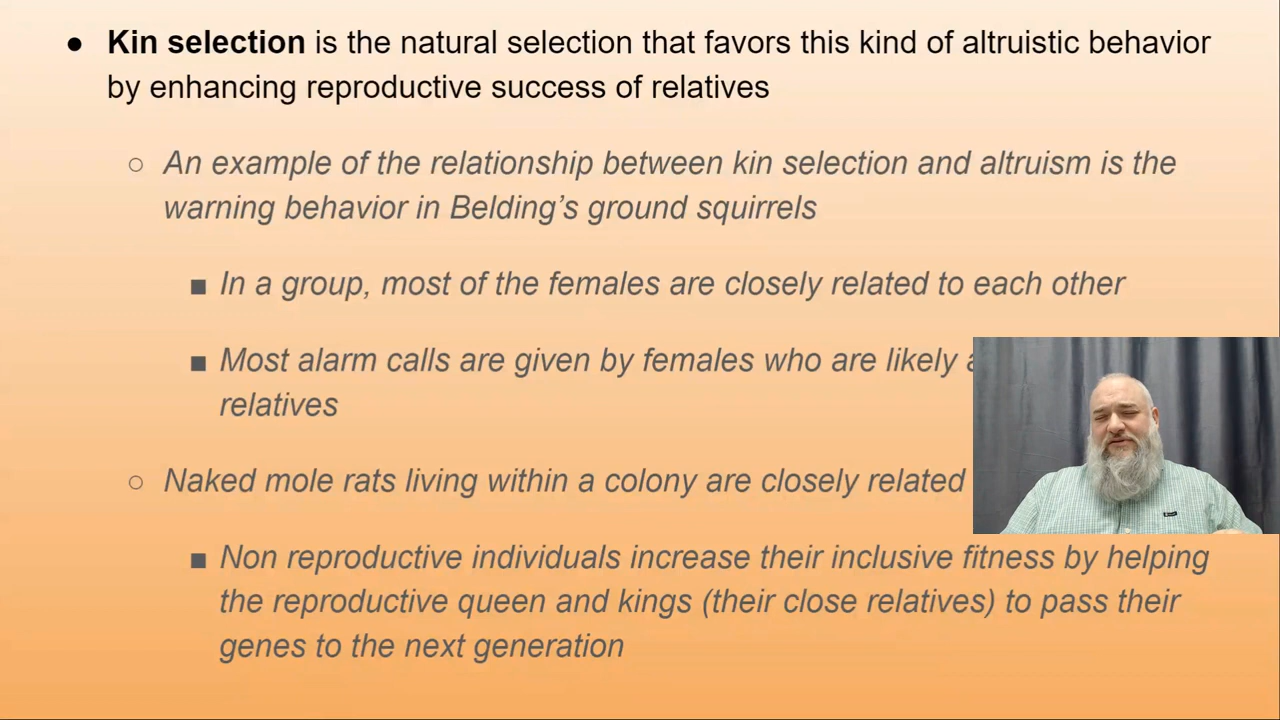 ● Kin selection is the natural selection that favors this kind of altruistic behavior
by enhancing reproductive success of relatives
○ An example of the relationship between kin selection and altruism is the
warning behavior in Belding’s ground squirrels
■ In a group, most of the females are closely related to each other
■ Most alarm calls are given by females who are likely
relatives
○ Naked mole rats living within a colony are closely related
■ Non reproductive individuals increase their inclusive fitness by helping
the reproductive queen and kings (their close relatives) to pass their
genes to the next generation